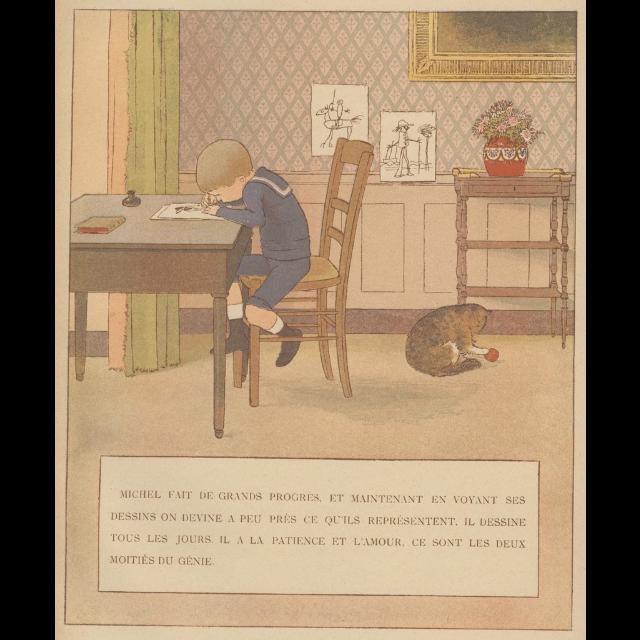 MICHEL FAIT DE GRANDS PROGRES, ET MAINTENANT EN VOYANT SES
DESSINS ON DEVINE A PEU PRÈS CE QU'ILS REPRÉSENTENT. IL DESSINE
TOUS LES JOURS. IL A LA PATIENCE ET L'AMOUR, CE SONT LES DEUX
MOITIÉS DU GÉNIE.